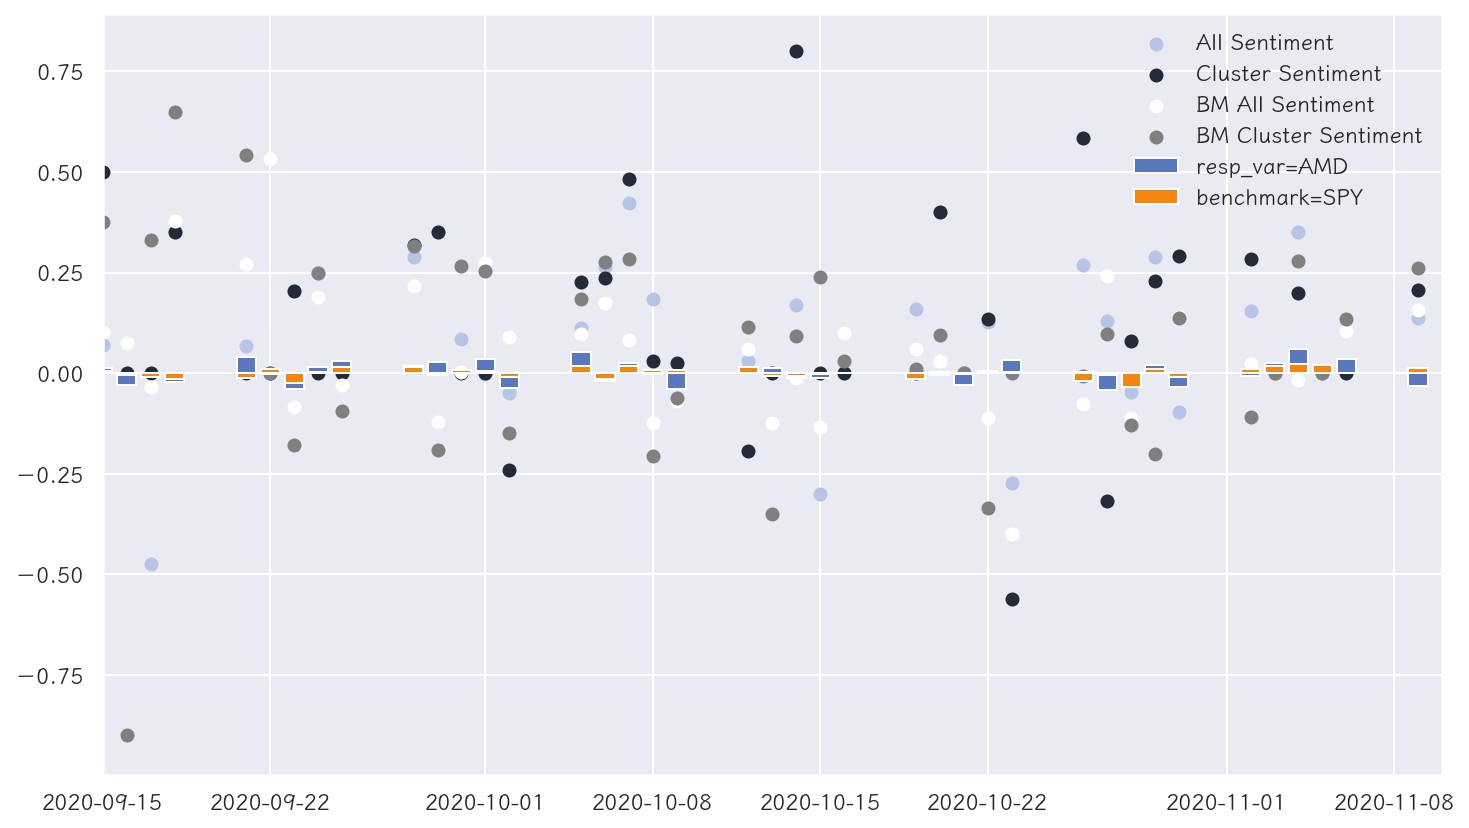 All Sentiment
Cluster Sentiment
BM All Sentiment
BM Cluster Sentiment
resp_var=AMD
benchmark=SPY
0.75
0.50
0.25
0.00
−0.25
−0.50
−0.75
2020-09-15 2020-09-22 2020-10-01 2020-10-08 2020-10-15 2020-10-22 2020-11-01 2020-11-08